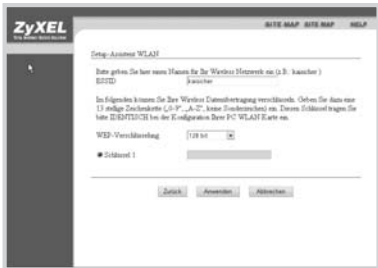 ZyXEL
SITE MAP SITE MAP HELP
Setup-Assistent WLAN
Bitte geben Sie hier einen Namen für Ihr Wireless Netzwerk ein (z.B.: kaischer )
ESSID kaischer
Im folgenden können Sie Ihre Wireless Datenübertragung verschlüsseln. Geben Sie dazu eine
13 stellige Zeichenkette („0-9", „A-Z", keine Sonderzeichen) ein. Diesen Schlüssel tragen Sie
bitte IDENTISCH bei der Konfiguration Ihrer PC WLAN Karte ein.
WEP-Verschlüsselung 128 bit
Schlüssel 1
Zurück Anwenden Abbrechen